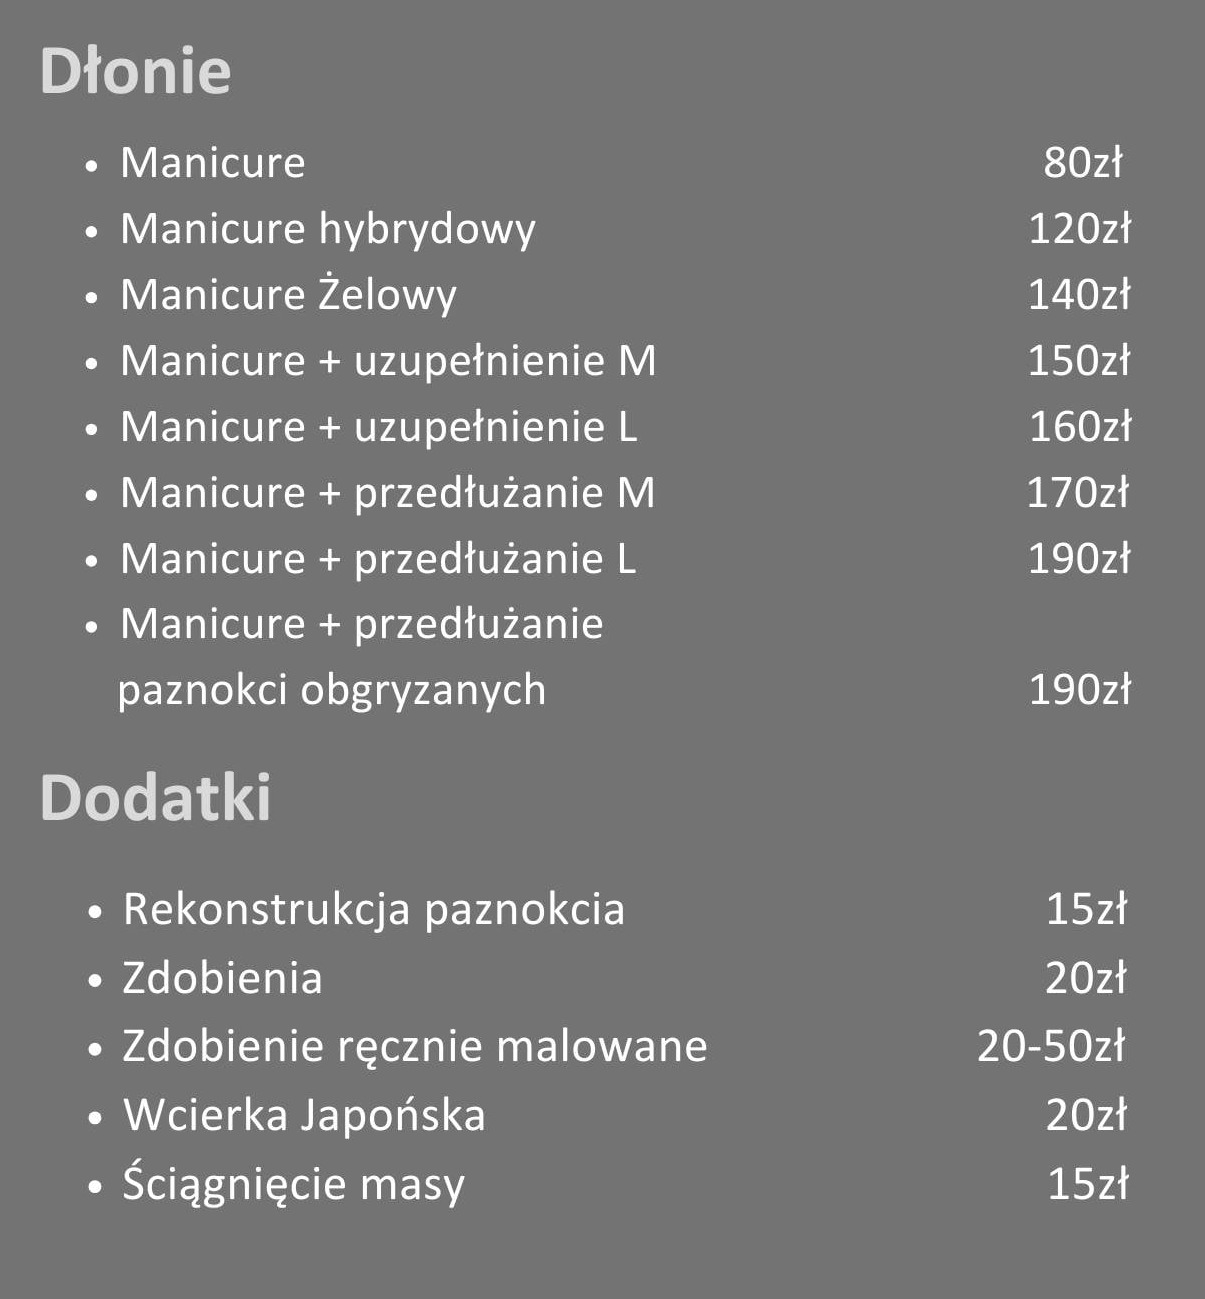 Dłonie
• Manicure 80zł
• Manicure hybrydowy 120zł
• Manicure Żelowy 140zł
• Manicure + uzupełnienie M 150zł
• Manicure + uzupełnienie L 160zł
• Manicure + przedłużanie M 170zł
• Manicure + przedłużanie L 190zł
• Manicure + przedłużanie
paznokci obgryzanych 190zł
Dodatki
• Rekonstrukcja paznokcia 15zł
• Zdobienia 20zł
• Zdobienie ręcznie malowane 20-50zł
• Wcierka Japońska 20zł
• Ściągnięcie masy 15zł